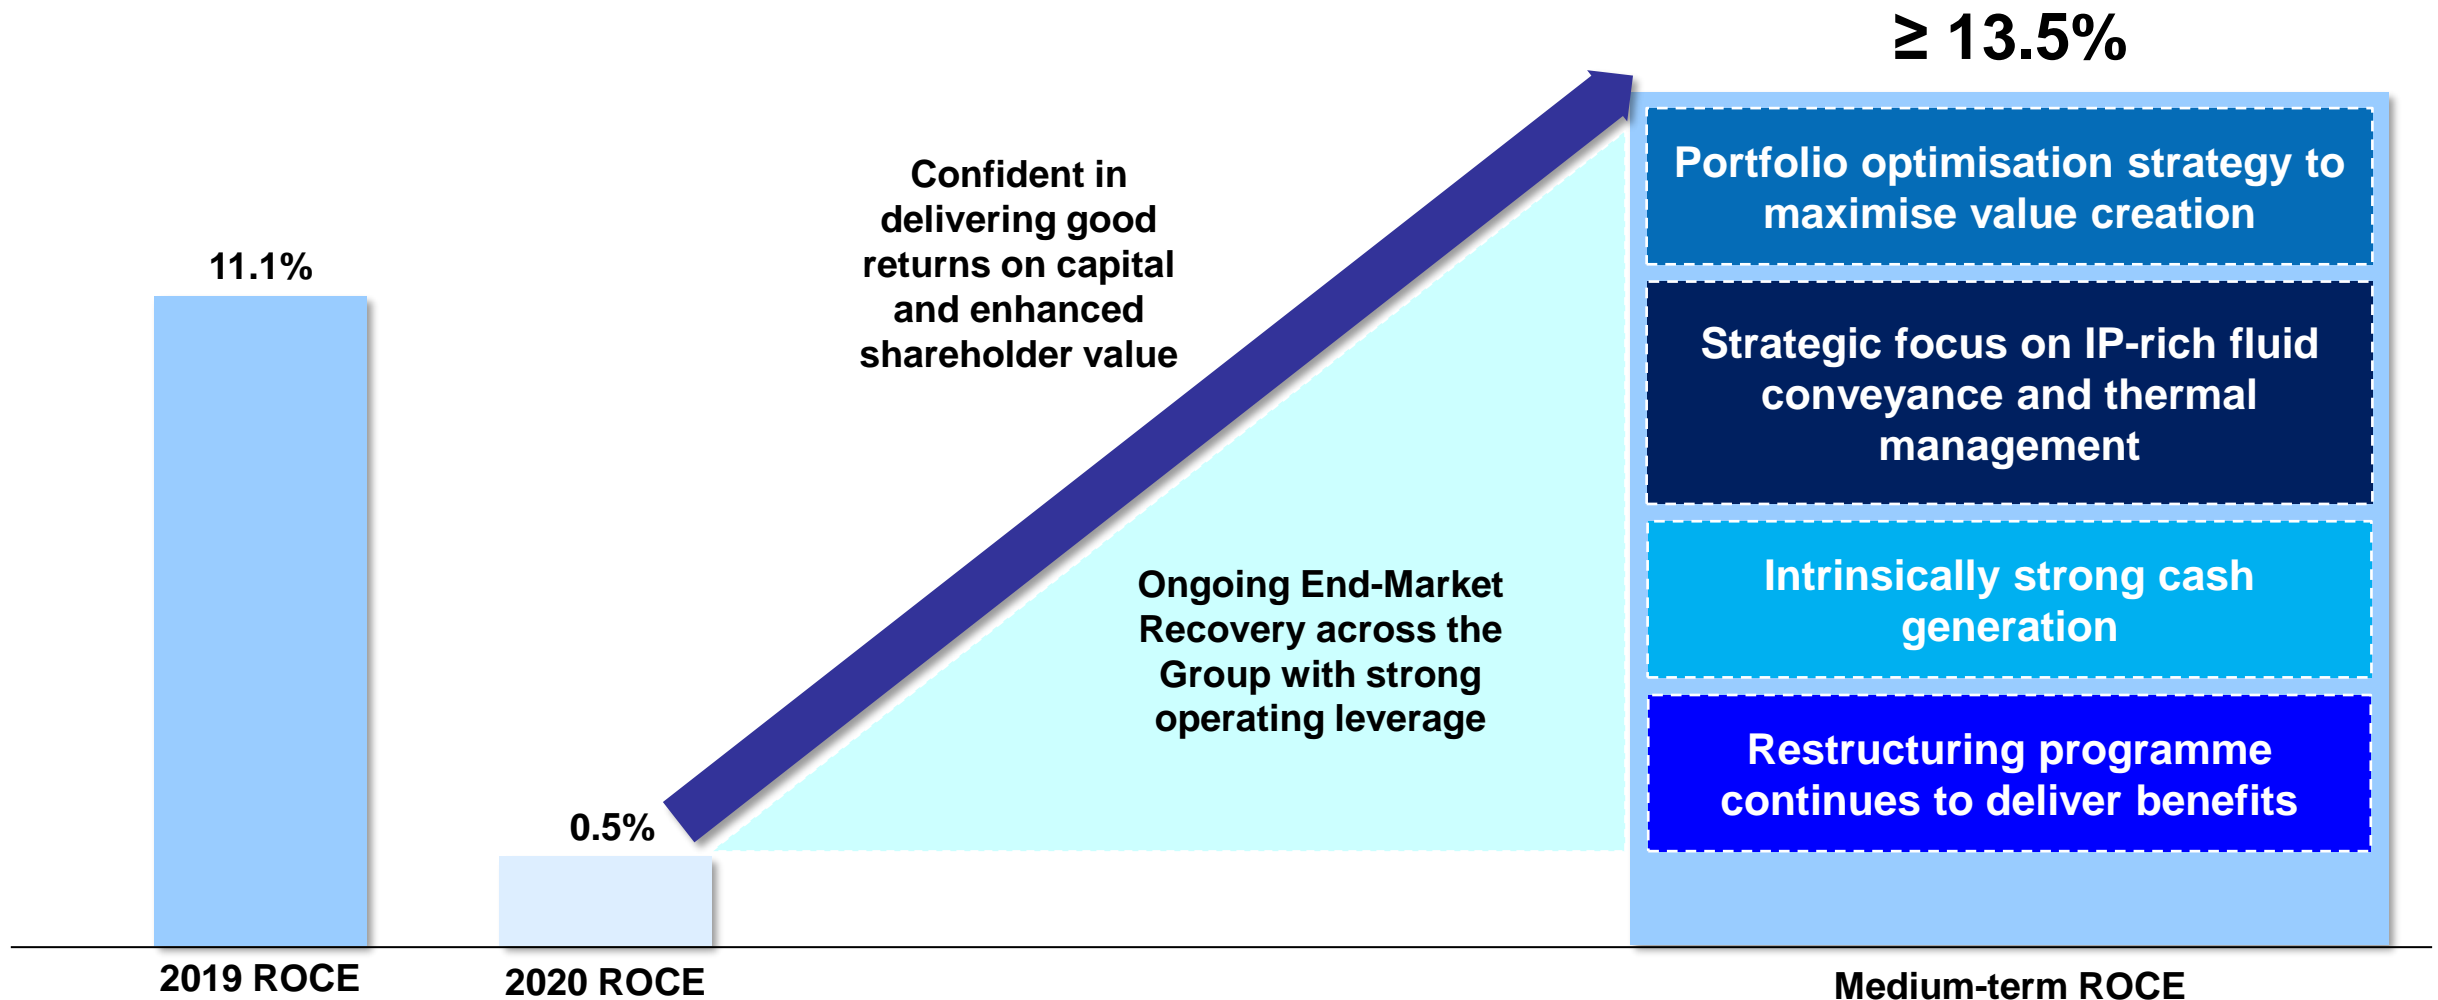 ≥ 13.5%
Portfolio optimisation strategy to
maximise value creation
Confident in
delivering good
returns on capital
and enhanced
shareholder value
11.1%
Strategic focus on IP-rich fluid
conveyance and thermal
management
Ongoing End-Market
Recovery across the
Group with strong
operating leverage
Intrinsically strong cash
generation
Restructuring programme
continues to deliver benefits
0.5%
2019 ROCE
2020 ROCE
Medium-term ROCE